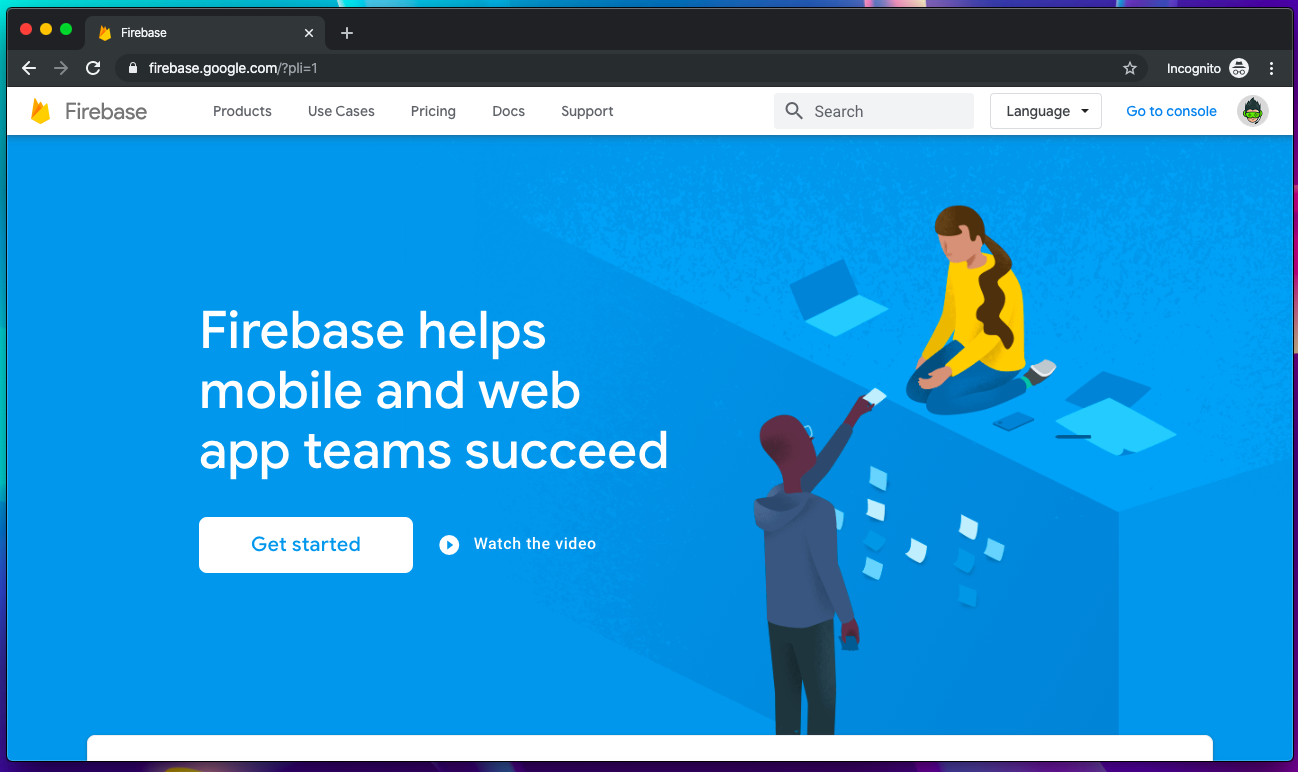 Firebase
firebase.google.com/?pli=1
Incognito
Firebase
Products
Use Cases
Pricing
Docs
Support
Search
Language
Go to console
Firebase helps
mobile and web
app teams succeed
Get started
Watch the video